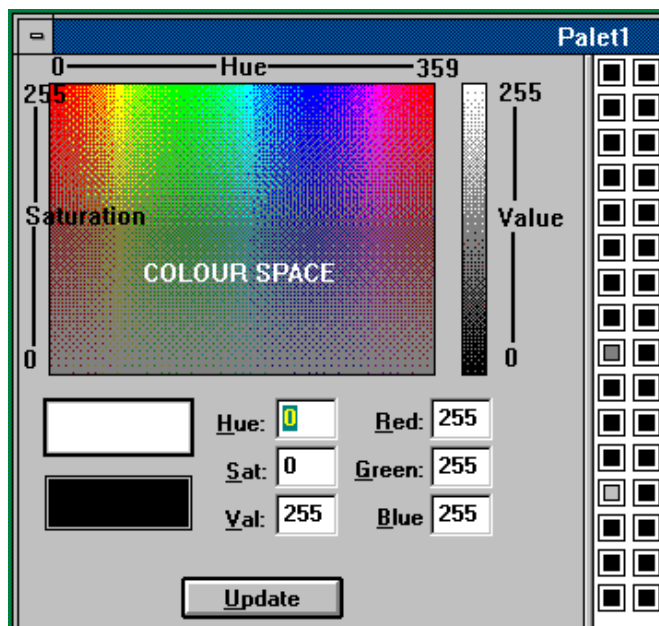 Palet1
0 Hue 359
255 255
Saturation Value
COLOUR SPACE
0 0
Hue: 0 Red: 255
Sat: 0 Green: 255
Val: 255 Blue 255
Update